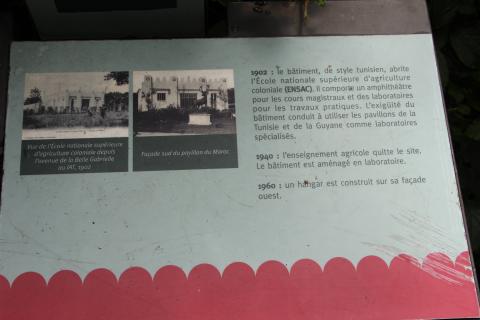 Vue de l'École nationale supérieure
d'agriculture coloniale depuis
l'avenue de la Belle Gabrielle
au JAT, 1902
Façade sud du pavillon du Maroc
1902 : le bâtiment, de style tunisien, abrite
l'École nationale supérieure d'agriculture
coloniale (ENSAC). Il comporte un amphithéâtre
pour les cours magistraux et des laboratoires
pour les travaux pratiques. L'exiguïté du
bâtiment conduit à utiliser les pavillons de la
Tunisie et de la Guyane comme laboratoires
spécialisés.
1940 : l'enseignement agricole quitte le site.
Le bâtiment est aménagé en laboratoire.
1960 : un hangar est construit sur sa façade
ouest.